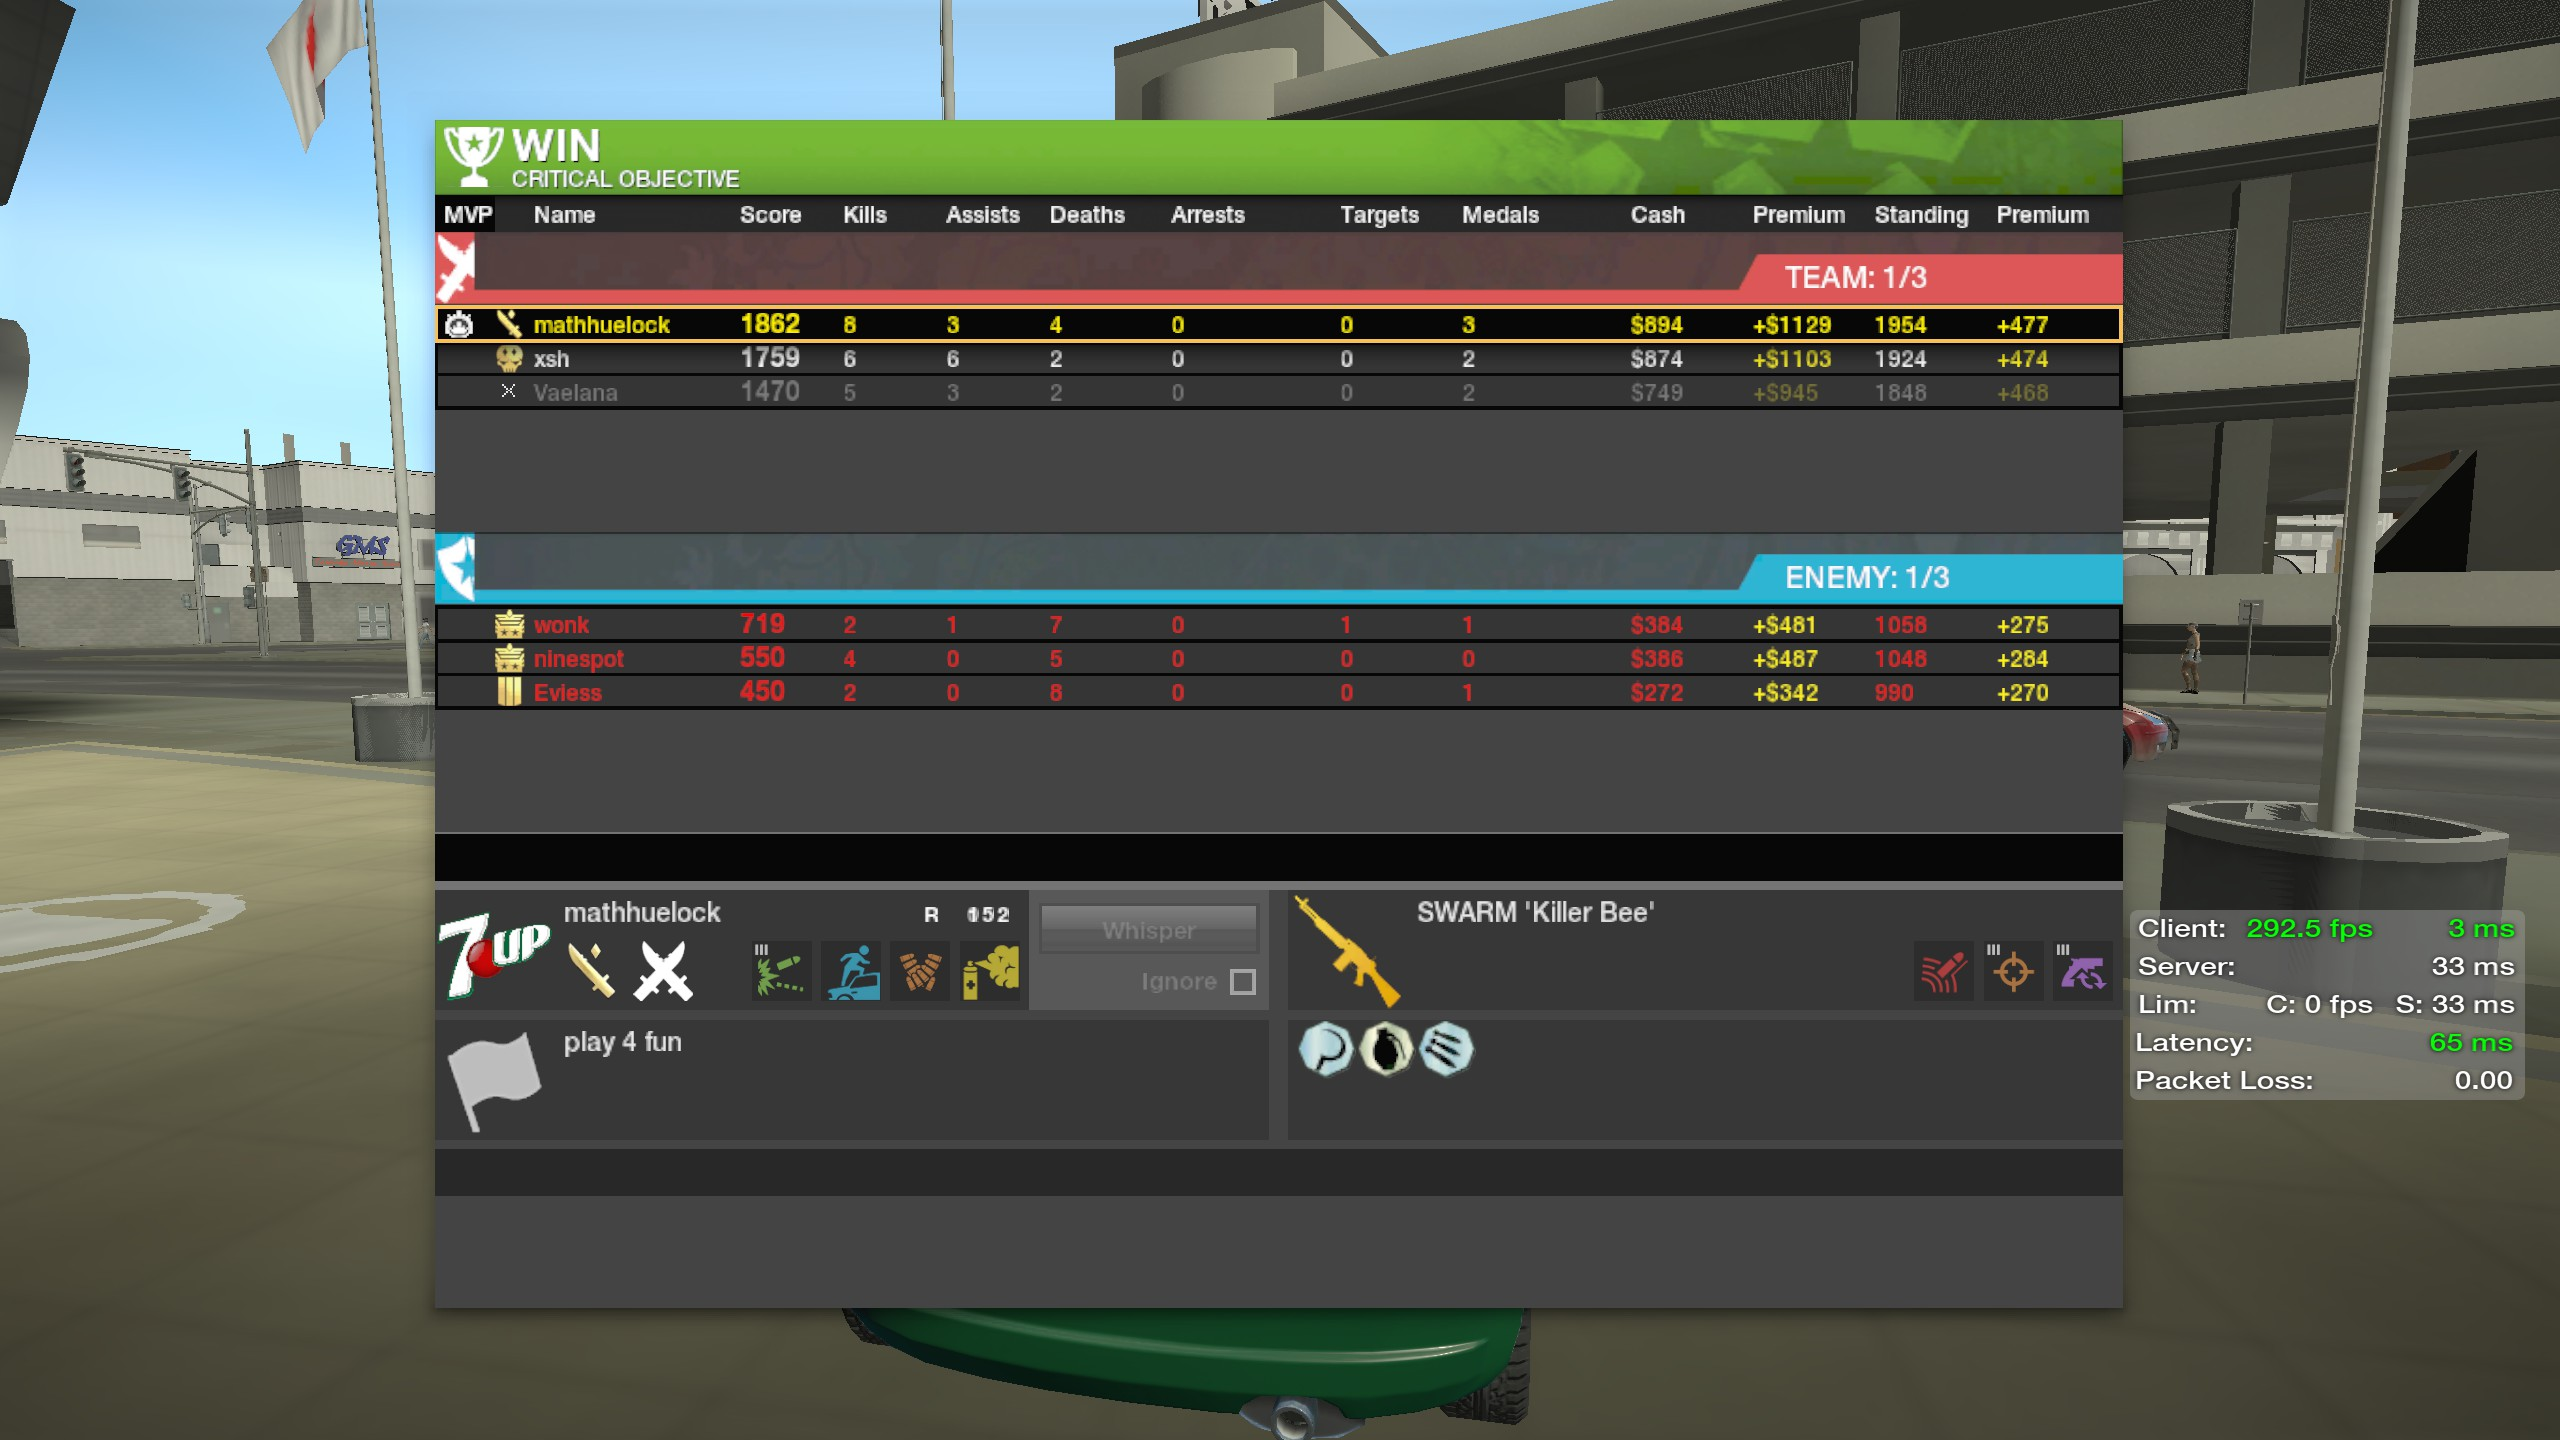 GMS
WIN
CRITICAL OBJECTIVE
MVP Name Score Kills Assists Deaths Arrests Targets Medals Cash Premium Standing Premium
TEAM: 1/3
mathhuelock 1862 8 3 4 0 0 3 $894 +$1129 1954 +477
xsh 1759 6 6 2 0 0 2 $874 +$1103 1924 +474
Vaelana 1470 5 3 2 0 0 2 $749 +$945 1848 +468
ENEMY: 1/3
wonk 719 2 1 7 0 1 1 $384 +$481 1058 +275
ninespot 550 4 0 5 0 0 0 $386 +$487 1048 +284
Eviess 450 2 0 8 0 0 1 $272 +$342 990 +270
7UP
mathhuelock R 152
Whisper
Ignore
III
play 4 fun
SWARM 'Killer Bee'
III III
Client: 292.5 fps 3 ms
Server: 33 ms
Lim: C: 0 fps S: 33 ms
Latency: 65 ms
Packet Loss: 0.00